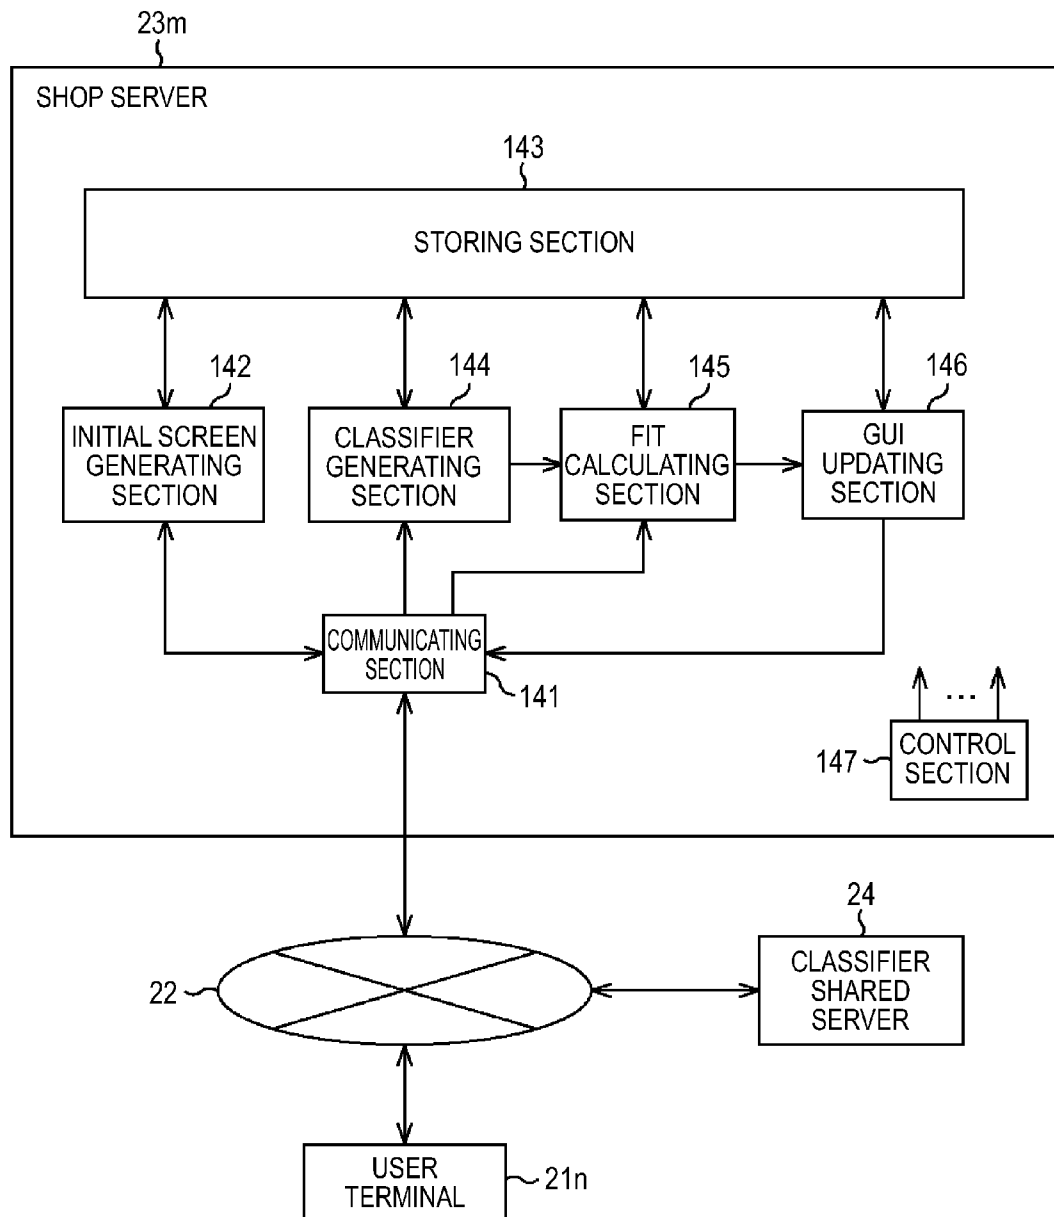 23m
SHOP SERVER
143
STORING SECTION
142
144
145
146
INITIAL SCREEN
GENERATING
SECTION
CLASSIFIER
GENERATING
SECTION
FIT
CALCULATING
SECTION
GUI
UPDATING
SECTION
COMMUNICATING
SECTION
141
...
147
CONTROL
SECTION
24
22
CLASSIFIER
SHARED
SERVER
USER
TERMINAL
21n